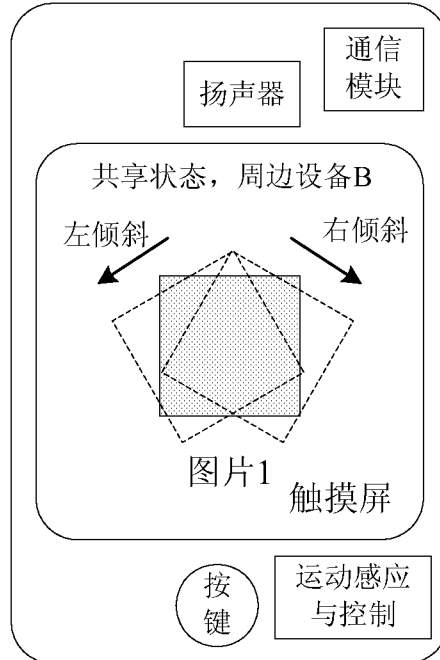 通信
模块
扬声器
共享状态，周边设备B
左倾斜
右倾斜
图片1
触摸屏
按
键
运动感应
与控制